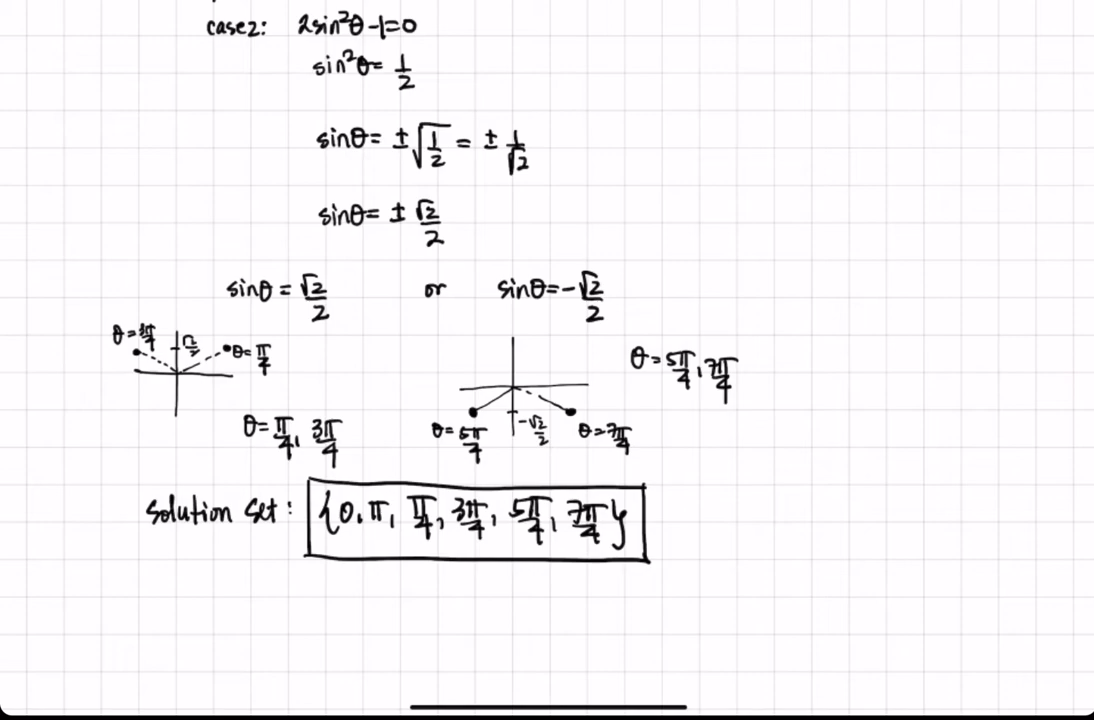 case2: 2sin²θ-1=0
sin²θ= 1/2
sinθ= ±√(1/2) = ± 1/√2
sinθ= ± √2/2
sinθ = √2/2 or sinθ=-√2/2
θ=3π/4 √2/2 θ=π/4
θ=5π/4, 7π/4
θ=π/4, 3π/4
θ=5π/4 -√2/2 θ=7π/4
Solution set: {0, π, π/4, 3π/4, 5π/4, 7π/4}